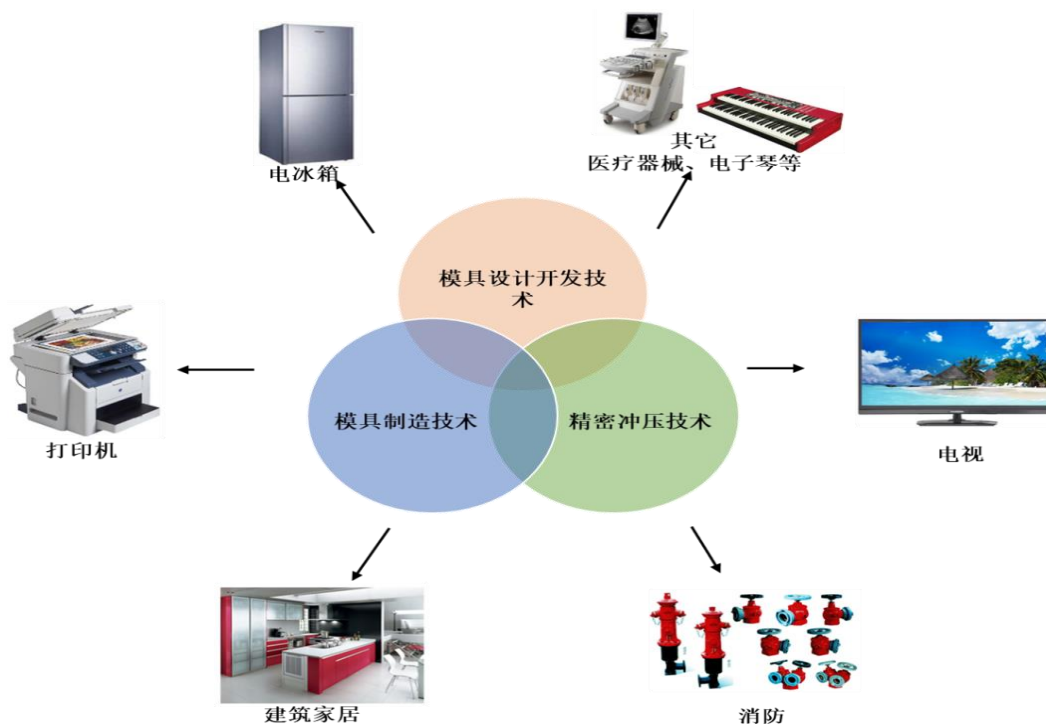 电冰箱
其它
医疗器械、电子琴等
模具设计开发技
术
模具制造技术
精密冲压技术
打印机
电视
建筑家居
消防